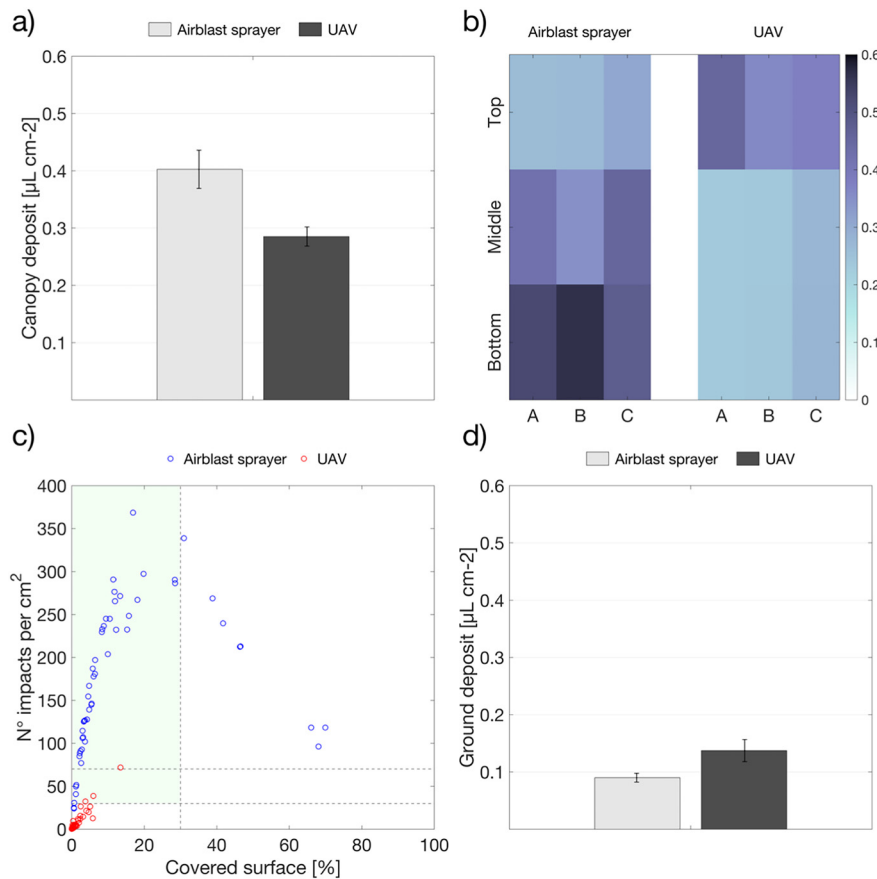 a)
Airblast sprayer UAV
0.6
0.5
0.4
0.3
0.2
0.1
Canopy deposit [µL cm-2]
b)
Airblast sprayer UAV
Top
Middle
Bottom
A B C A B C
0.6
0.5
0.4
0.3
0.2
0.1
0
c)
Airblast sprayer UAV
400
350
300
250
200
150
100
50
0
N° impacts per cm²
0 20 40 60 80 100
Covered surface [%]
d)
Airblast sprayer UAV
0.6
0.5
0.4
0.3
0.2
0.1
Ground deposit [µL cm-2]